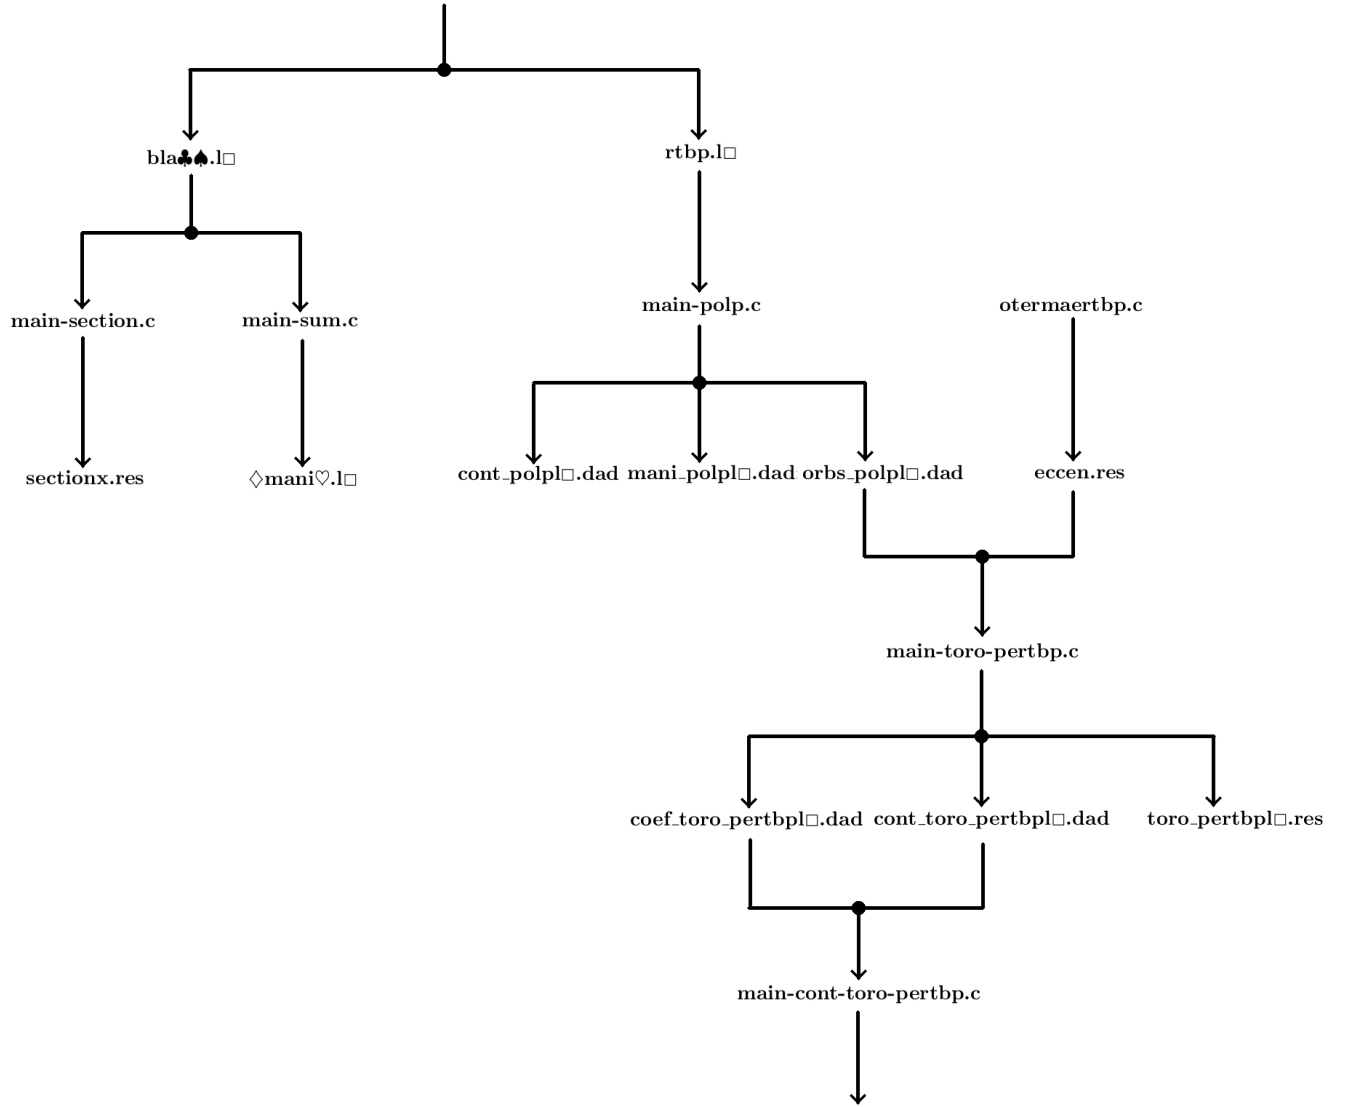 bla♣♠.l□
rtbp.l□
main-section.c
main-sum.c
main-polp.c
otermaertbp.c
sectionx.res
♢mani♡.l□
cont_polpl□.dad
mani_polpl□.dad
orbs_polpl□.dad
eccen.res
main-toro-pertbp.c
coef_toro_pertbpl□.dad
cont_toro_pertbpl□.dad
toro_pertbpl□.res
main-cont-toro-pertbp.c